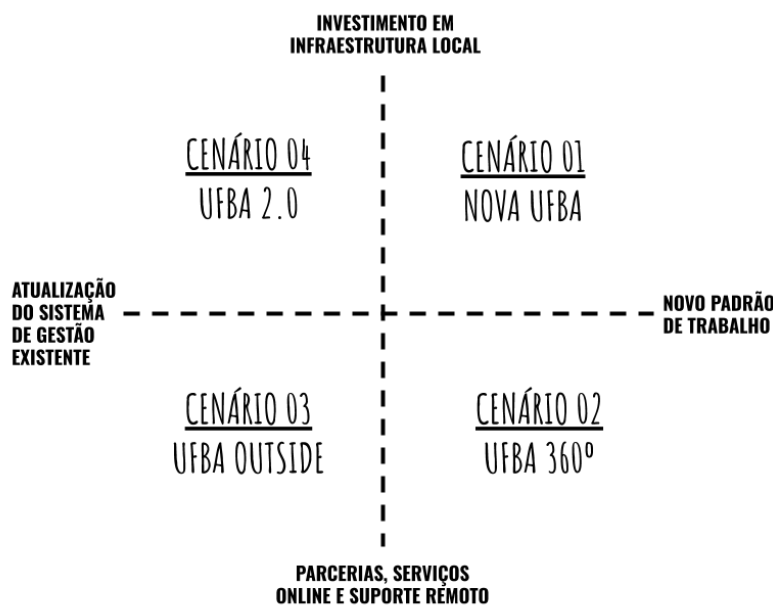 INVESTIMENTO EM
INFRAESTRUTURA LOCAL
CENÁRIO 04
UFBA 2.0
CENÁRIO 01
NOVA UFBA
ATUALIZAÇÃO
DO SISTEMA
DE GESTÃO
EXISTENTE
NOVO PADRÃO
DE TRABALHO
CENÁRIO 03
UFBA OUTSIDE
CENÁRIO 02
UFBA 360º
PARCERIAS, SERVIÇOS
ONLINE E SUPORTE REMOTO